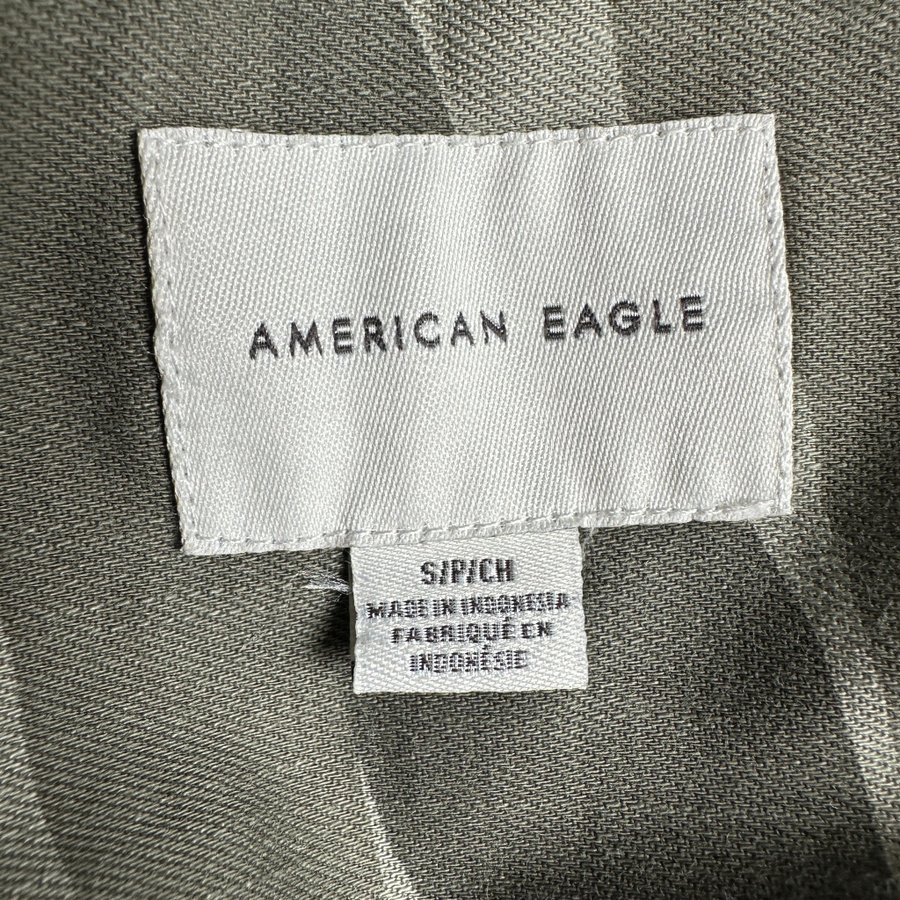 AMERICAN EAGLE
S/P/CH
MADE IN INDONESIA
FABRIQUÉ EN
INDONÉSIE